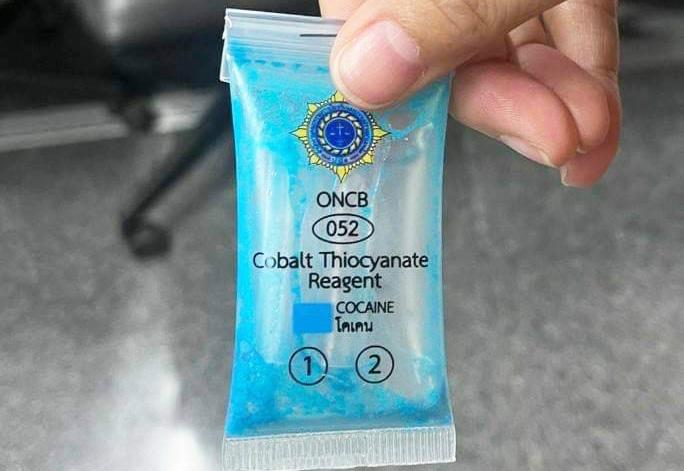 ONCB
052
Cobalt Thiocyanate
Reagent
COCAINE
โคเคน
1 2